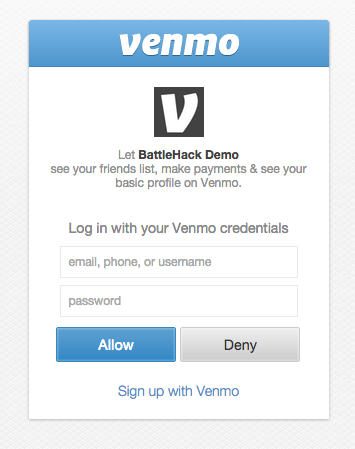 venmo
V
Let BattleHack Demo
see your friends list, make payments & see your
basic profile on Venmo.
Log in with your Venmo credentials
email, phone, or username
password
Allow
Deny
Sign up with Venmo